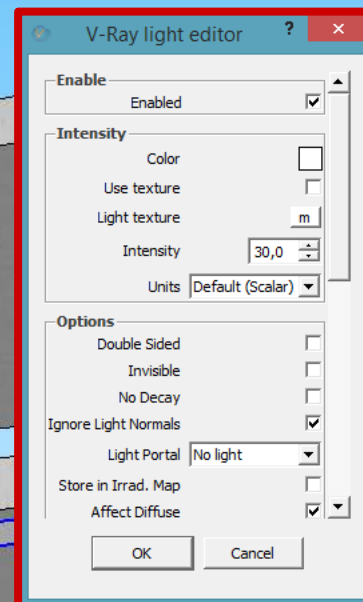 V-Ray light editor ? ×
Enable
Enabled
Intensity
Color
Use texture
Light texture m
Intensity 30,0
Units Default (Scalar)
Options
Double Sided
Invisible
No Decay
Ignore Light Normals
Light Portal No light
Store in Irrad. Map
Affect Diffuse
OK Cancel